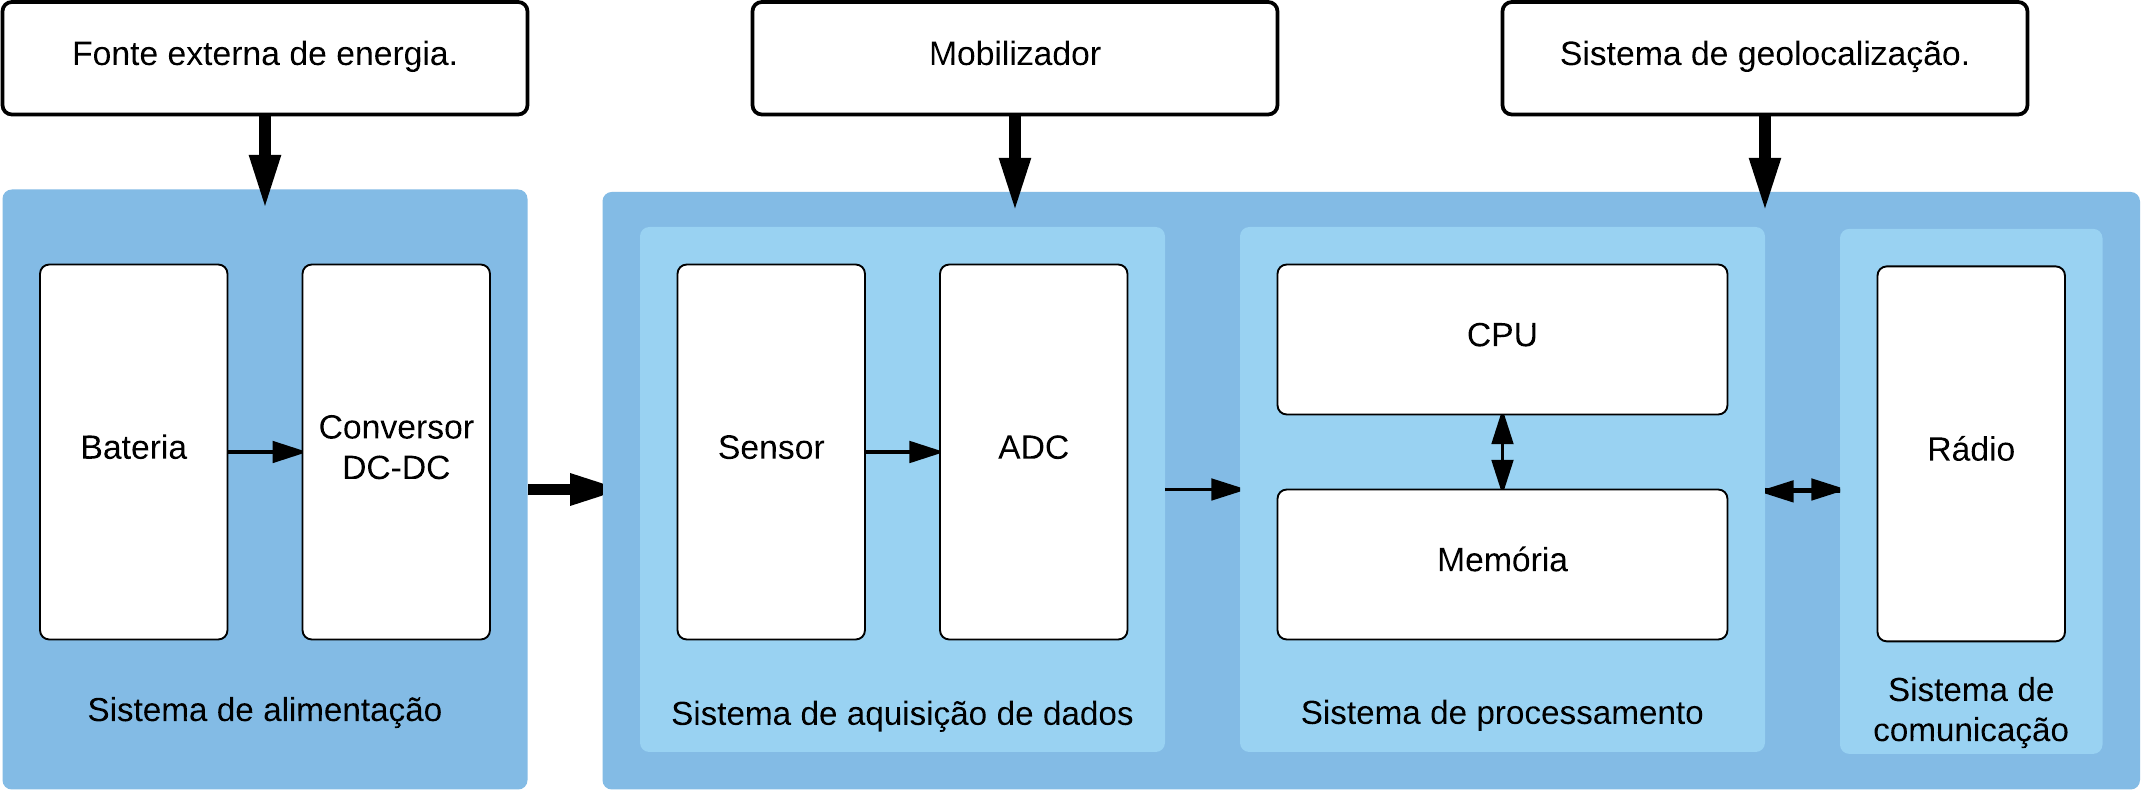 Fonte externa de energia.
Mobilizador
Sistema de geolocalização.
Bateria
Conversor
DC-DC
Sistema de alimentação
Sensor
ADC
Sistema de aquisição de dados
CPU
Memória
Sistema de processamento
Rádio
Sistema de
comunicação